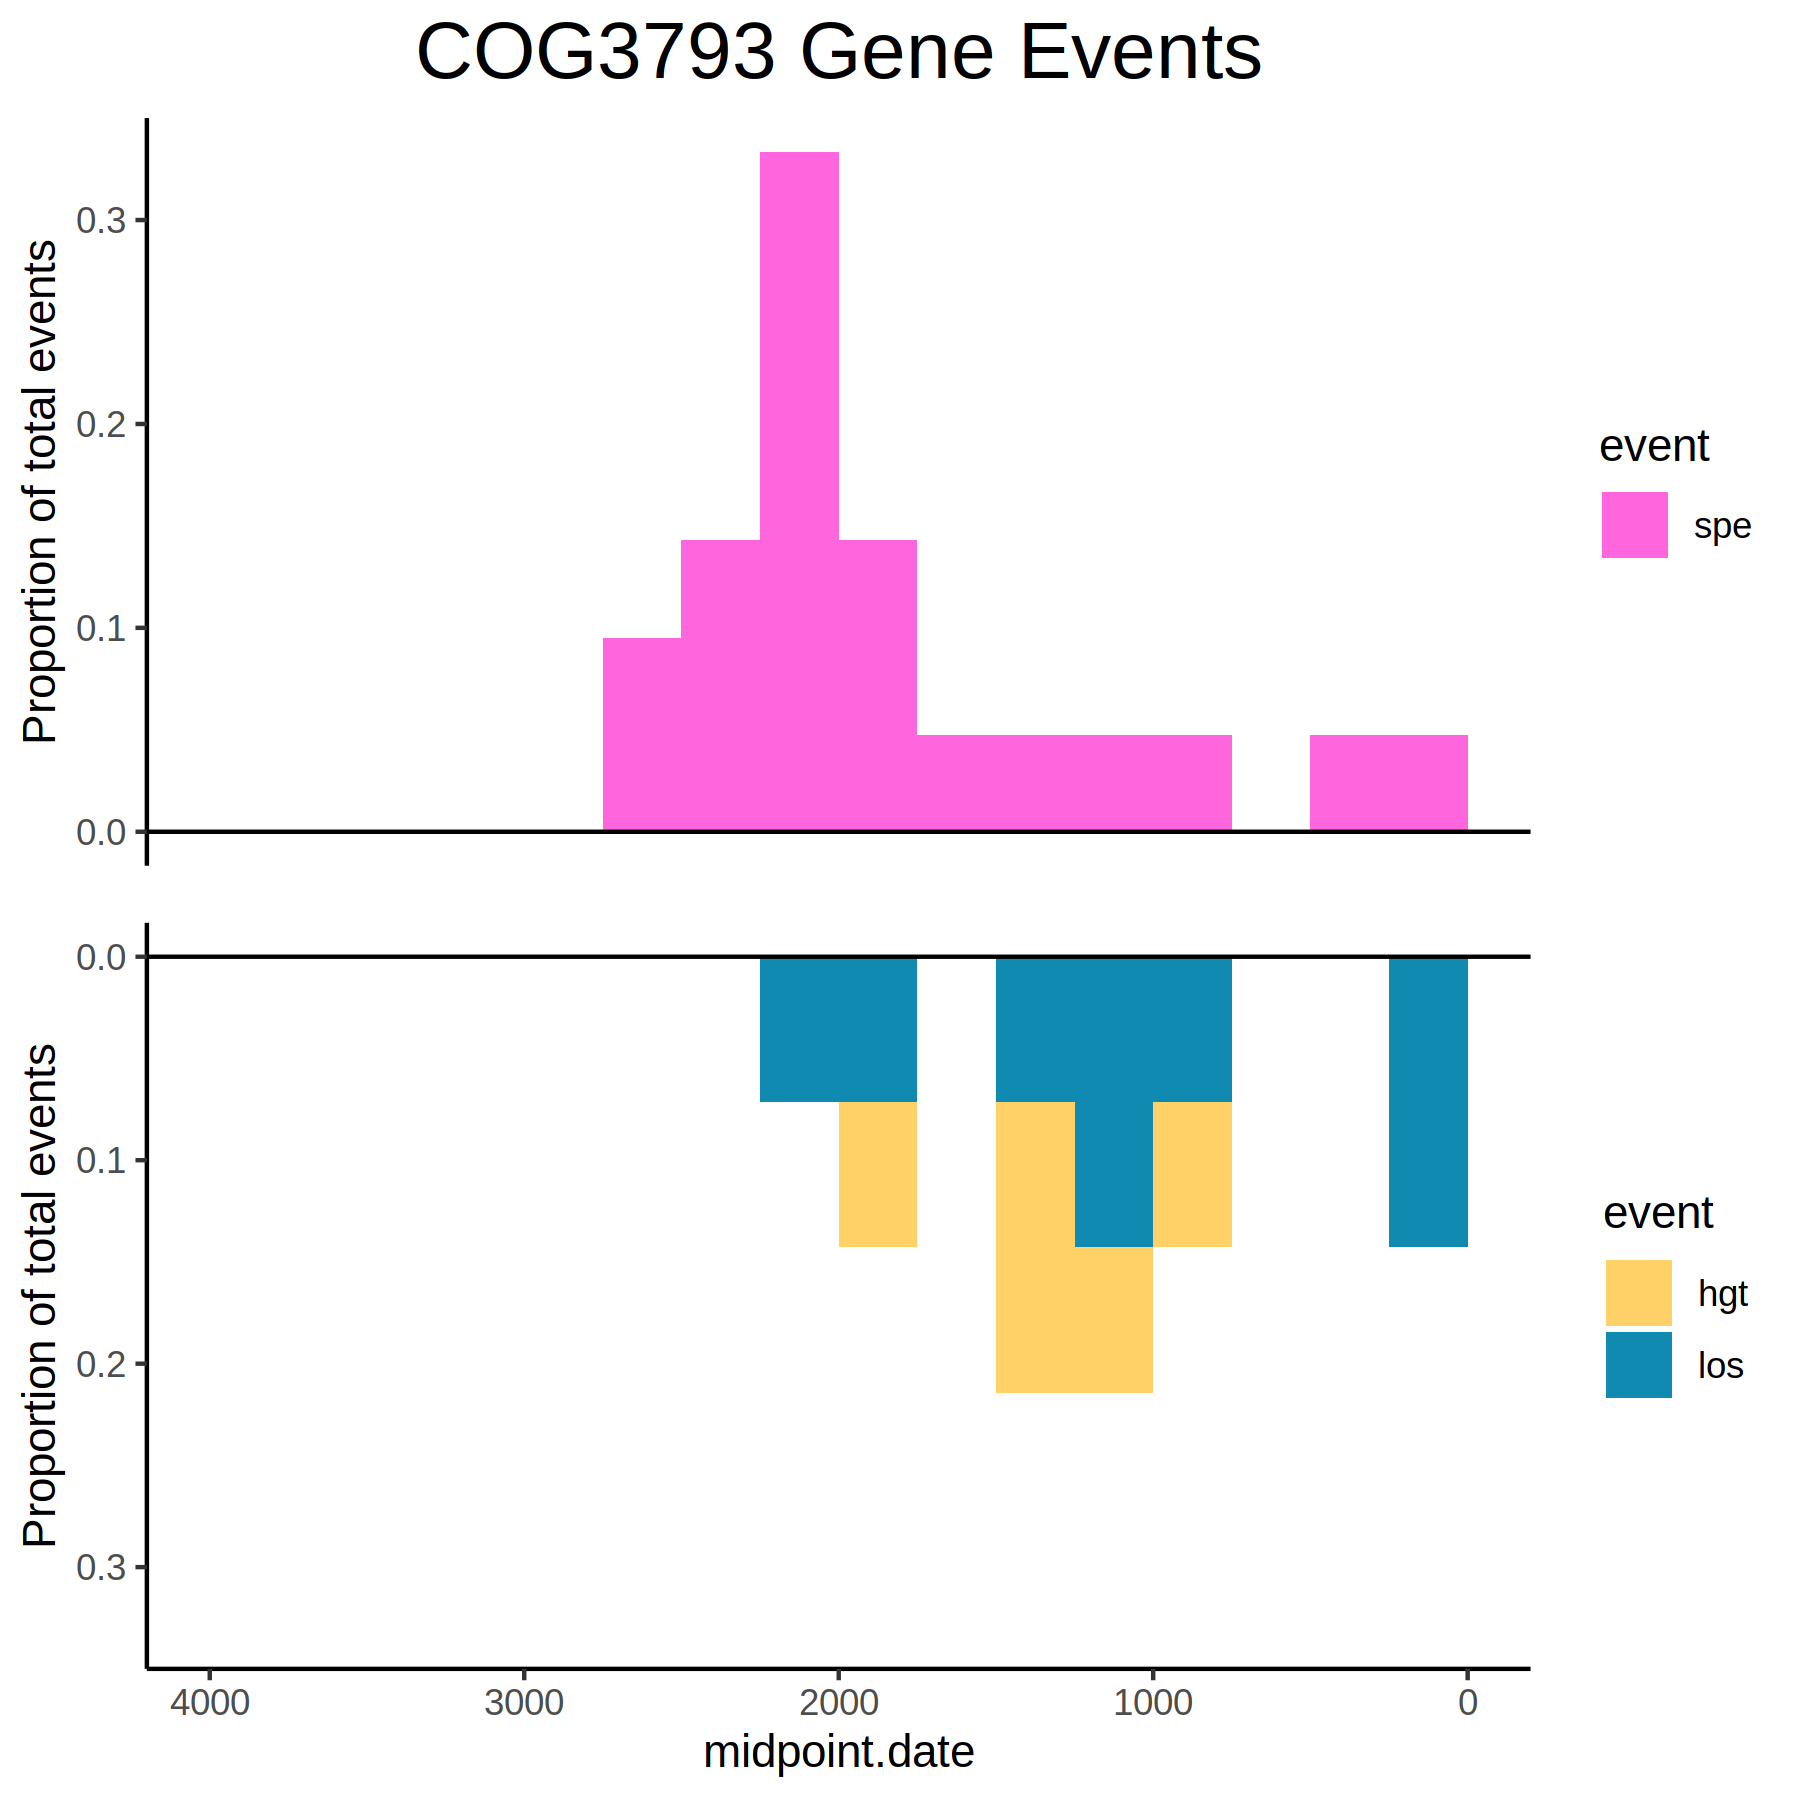 COG3793 Gene Events
Proportion of total events
0.3
0.2
0.1
0.0
event
spe
Proportion of total events
0.0
0.1
0.2
0.3
event
hgt
los
4000 3000 2000 1000 0
midpoint.date